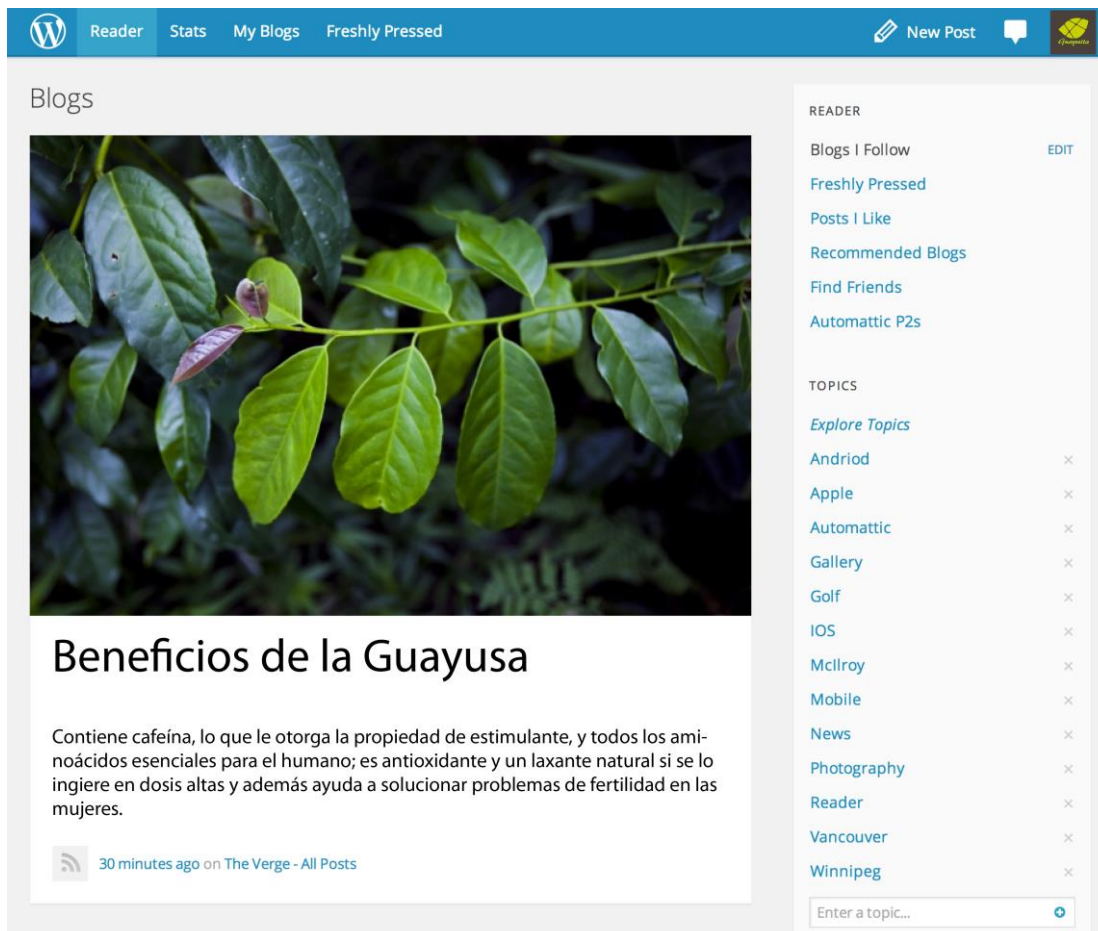 Reader Stats My Blogs Freshly Pressed New Post
Blogs
Beneficios de la Guayusa
Contiene cafeína, lo que le otorga la propiedad de estimulante, y todos los ami-
noácidos esenciales para el humano; es antioxidante y un laxante natural si se lo
ingiere en dosis altas y además ayuda a solucionar problemas de fertilidad en las
mujeres.
30 minutes ago on The Verge - All Posts
READER
Blogs I Follow EDIT
Freshly Pressed
Posts I Like
Recommended Blogs
Find Friends
Automattic P2s
TOPICS
Explore Topics
Andriod
Apple
Automattic
Gallery
Golf
IOS
McIlroy
Mobile
News
Photography
Reader
Vancouver
Winnipeg
Enter a topic...